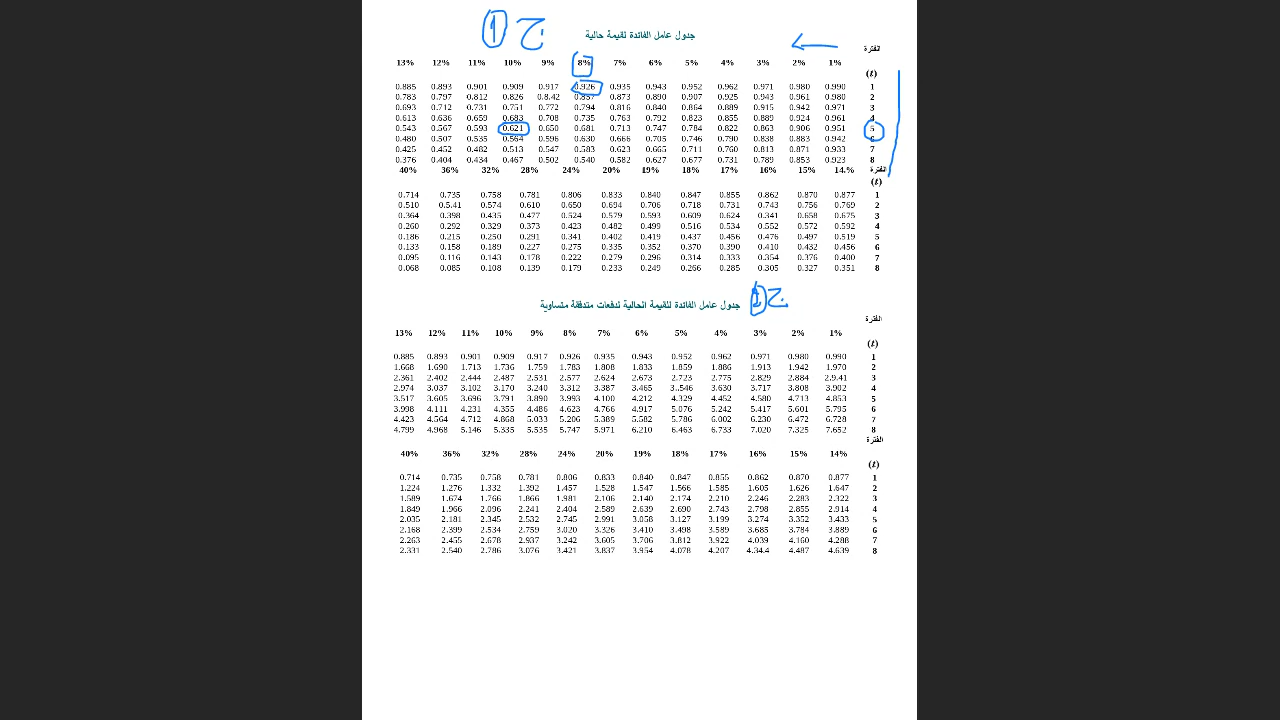 ج 1
جدول عامل الفائدة لقيمة حالية
الفترة
13% 12% 11% 10% 9% 8% 7% 6% 5% 4% 3% 2% 1%
(t)
0.885 0.893 0.901 0.909 0.917 0.926 0.935 0.943 0.952 0.962 0.971 0.980 0.990 1
0.783 0.797 0.812 0.826 0.8.42 0.857 0.873 0.890 0.907 0.925 0.943 0.961 0.980 2
0.693 0.712 0.731 0.751 0.772 0.794 0.816 0.840 0.864 0.889 0.915 0.942 0.971 3
0.613 0.636 0.659 0.683 0.708 0.735 0.763 0.792 0.823 0.855 0.889 0.924 0.961 4
0.543 0.567 0.593 0.621 0.650 0.681 0.713 0.747 0.784 0.822 0.863 0.906 0.951 5
0.480 0.507 0.535 0.564 0.596 0.630 0.666 0.705 0.746 0.790 0.838 0.883 0.942 6
0.425 0.452 0.482 0.513 0.547 0.583 0.623 0.665 0.711 0.760 0.813 0.871 0.933 7
0.376 0.404 0.434 0.467 0.502 0.540 0.582 0.627 0.677 0.731 0.789 0.853 0.923 8
40% 36% 32% 28% 24% 20% 19% 18% 17% 16% 15% 14.% الفترة
(t)
0.714 0.735 0.758 0.781 0.806 0.833 0.840 0.847 0.855 0.862 0.870 0.877 1
0.510 0.5.41 0.574 0.610 0.650 0.694 0.706 0.718 0.731 0.743 0.756 0.769 2
0.364 0.398 0.435 0.477 0.524 0.579 0.593 0.609 0.624 0.341 0.658 0.675 3
0.260 0.292 0.329 0.373 0.423 0.482 0.499 0.516 0.534 0.552 0.572 0.592 4
0.186 0.215 0.250 0.291 0.341 0.402 0.419 0.437 0.456 0.476 0.497 0.519 5
0.133 0.158 0.189 0.227 0.275 0.335 0.352 0.370 0.390 0.410 0.432 0.456 6
0.095 0.116 0.143 0.178 0.222 0.279 0.296 0.314 0.333 0.354 0.376 0.400 7
0.068 0.085 0.108 0.139 0.179 0.233 0.249 0.266 0.285 0.305 0.327 0.351 8
جدول عامل الفائدة للقيمة الحالية لدفعات متدفقة متساوية ج
الفترة
13% 12% 11% 10% 9% 8% 7% 6% 5% 4% 3% 2% 1%
(t)
0.885 0.893 0.901 0.909 0.917 0.926 0.935 0.943 0.952 0.962 0.971 0.980 0.990 1
1.668 1.690 1.713 1.736 1.759 1.783 1.808 1.833 1.859 1.886 1.913 1.942 1.970 2
2.361 2.402 2.444 2.487 2.531 2.577 2.624 2.673 2.723 2.775 2.829 2.884 2.9.41 3
2.974 3.037 3.102 3.170 3.240 3.312 3.387 3.465 3..546 3.630 3.717 3.808 3.902 4
3.517 3.605 3.696 3.791 3.890 3.993 4.100 4.212 4.329 4.452 4.580 4.713 4.853 5
3.998 4.111 4.231 4.355 4.486 4.623 4.766 4.917 5.076 5.242 5.417 5.601 5.795 6
4.423 4.564 4.712 4.868 5.033 5.206 5.389 5.582 5.786 6.002 6.230 6.472 6.728 7
4.799 4.968 5.146 5.335 5.535 5.747 5.971 6.210 6.463 6.733 7.020 7.325 7.652 8
الفترة
40% 36% 32% 28% 24% 20% 19% 18% 17% 16% 15% 14%
(t)
0.714 0.735 0.758 0.781 0.806 0.833 0.840 0.847 0.855 0.862 0.870 0.877 1
1.224 1.276 1.332 1.392 1.457 1.528 1.547 1.566 1.585 1.605 1.626 1.647 2
1.589 1.674 1.766 1.866 1.981 2.106 2.140 2.174 2.210 2.246 2.283 2.322 3
1.849 1.966 2.096 2.241 2.404 2.589 2.639 2.690 2.743 2.798 2.855 2.914 4
2.035 2.181 2.345 2.532 2.745 2.991 3.058 3.127 3.199 3.274 3.352 3.433 5
2.168 2.399 2.534 2.759 3.020 3.326 3.410 3.498 3.589 3.685 3.784 3.889 6
2.263 2.455 2.678 2.937 3.242 3.605 3.706 3.812 3.922 4.039 4.160 4.288 7
2.331 2.540 2.786 3.076 3.421 3.837 3.954 4.078 4.207 4.34.4 4.487 4.639 8